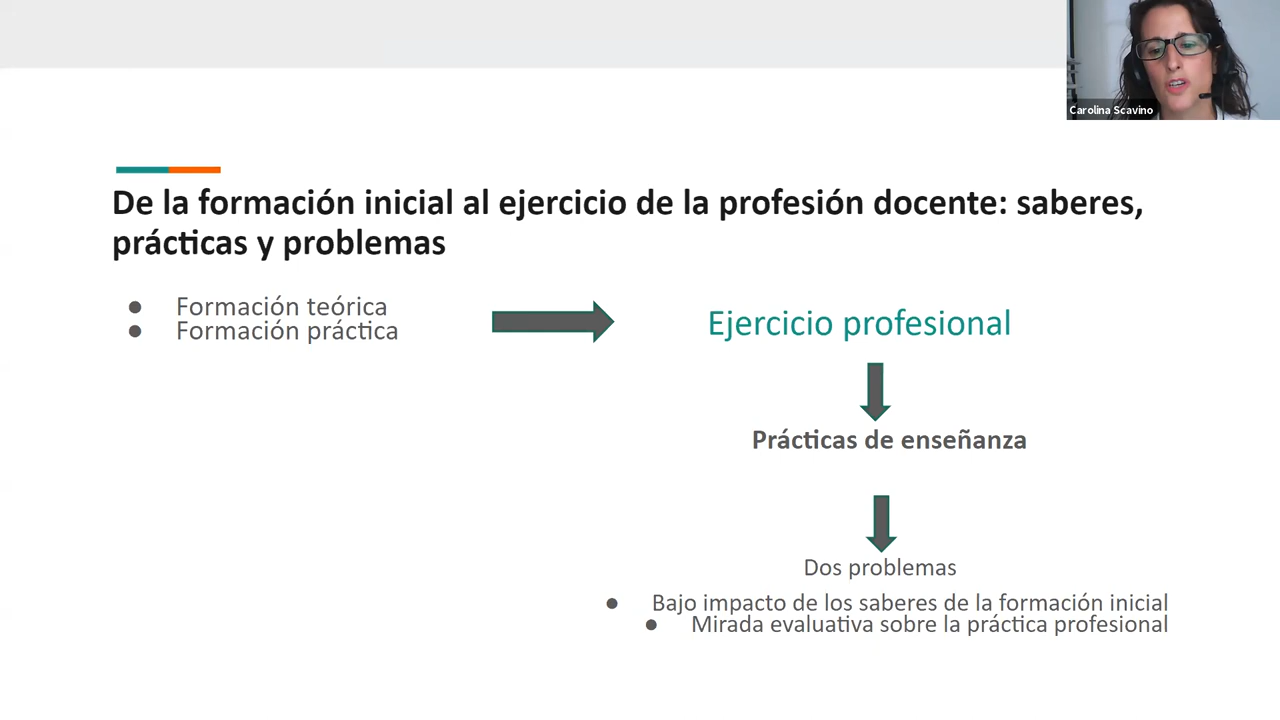 Carolina Scavino
De la formación inicial al ejercicio de la profesión docente: saberes,
prácticas y problemas
● Formación teórica
● Formación práctica
Ejercicio profesional
Prácticas de enseñanza
Dos problemas
● Bajo impacto de los saberes de la formación inicial
● Mirada evaluativa sobre la práctica profesional